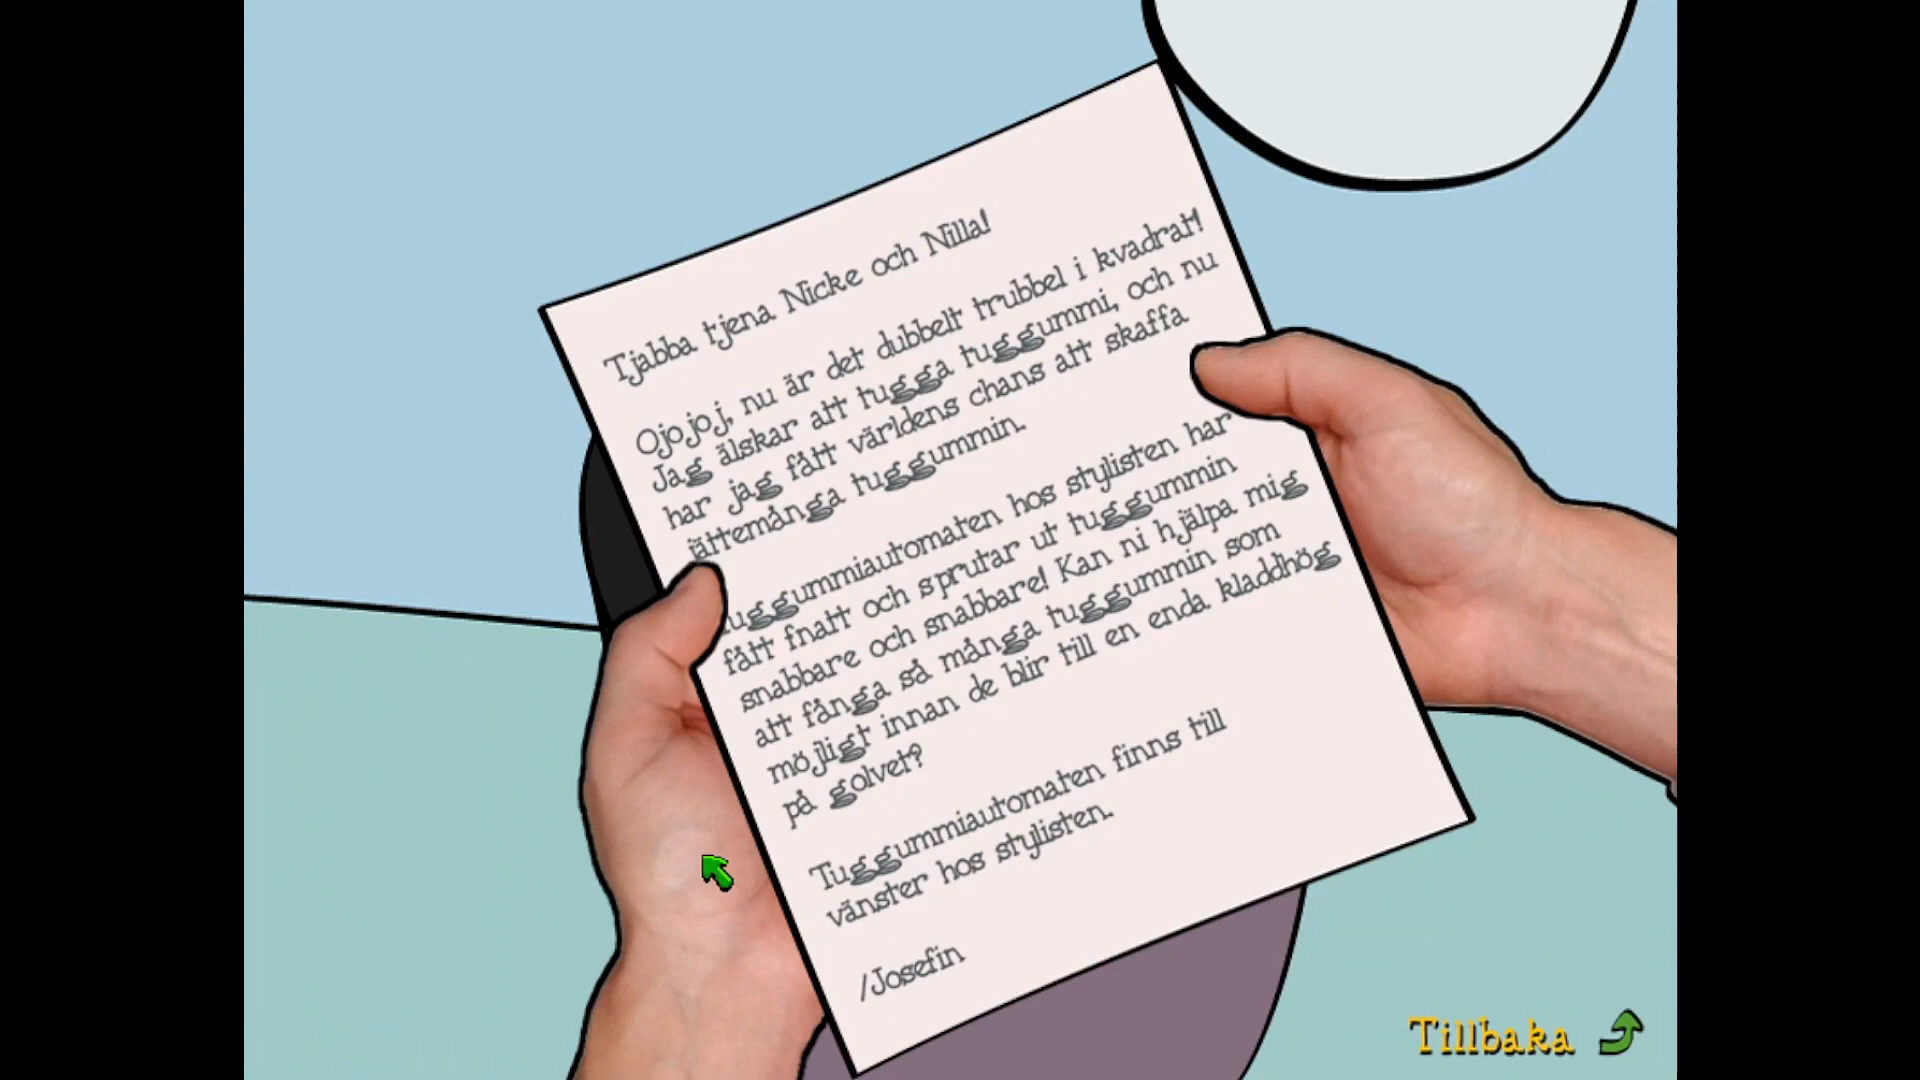 Tjabba tjena Nicke och Nilla!
Ojojoj, nu är det dubbelt trubbel i kvadrat!
Jag älskar att tugga tuggummi, och nu
har jag fått världens chans att skaffa
jättemånga tuggummin.
Tuggummiautomaten hos stylisten har
fått fnatt och sprutar ut tuggummin
snabbare och snabbare! Kan ni hjälpa mig
att fånga så många tuggummin som
möjligt innan de blir till en enda kladdhög
på golvet?
Tuggummiautomaten finns till
vänster hos stylisten.
/Josefin
Tillbaka